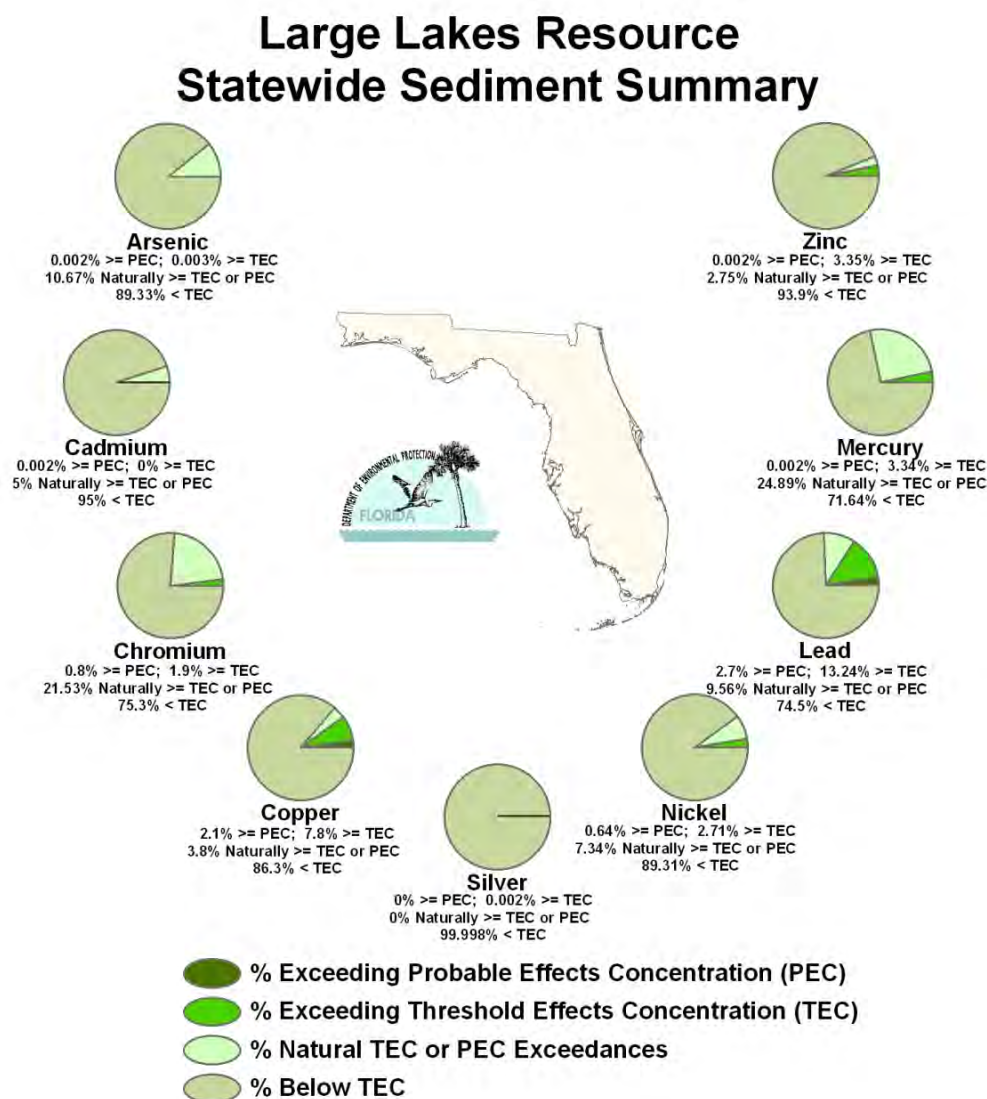 Large Lakes Resource
Statewide Sediment Summary
Arsenic
0.002% >= PEC; 0.003% >= TEC
10.67% Naturally >= TEC or PEC
89.33% < TEC
Zinc
0.002% >= PEC; 3.35% >= TEC
2.75% Naturally >= TEC or PEC
93.9% < TEC
Cadmium
0.002% >= PEC; 0% >= TEC
5% Naturally >= TEC or PEC
95% < TEC
Mercury
0.002% >= PEC; 3.34% >= TEC
24.89% Naturally >= TEC or PEC
71.64% < TEC
DEPARTMENT OF ENVIRONMENTAL PROTECTION
FLORIDA
Chromium
0.8% >= PEC; 1.9% >= TEC
21.53% Naturally >= TEC or PEC
75.3% < TEC
Lead
2.7% >= PEC; 13.24% >= TEC
9.56% Naturally >= TEC or PEC
74.5% < TEC
Copper
2.1% >= PEC; 7.8% >= TEC
3.8% Naturally >= TEC or PEC
86.3% < TEC
Nickel
0.64% >= PEC; 2.71% >= TEC
7.34% Naturally >= TEC or PEC
89.31% < TEC
Silver
0% >= PEC; 0.002% >= TEC
0% Naturally >= TEC or PEC
99.998% < TEC
% Exceeding Probable Effects Concentration (PEC)
% Exceeding Threshold Effects Concentration (TEC)
% Natural TEC or PEC Exceedances
% Below TEC